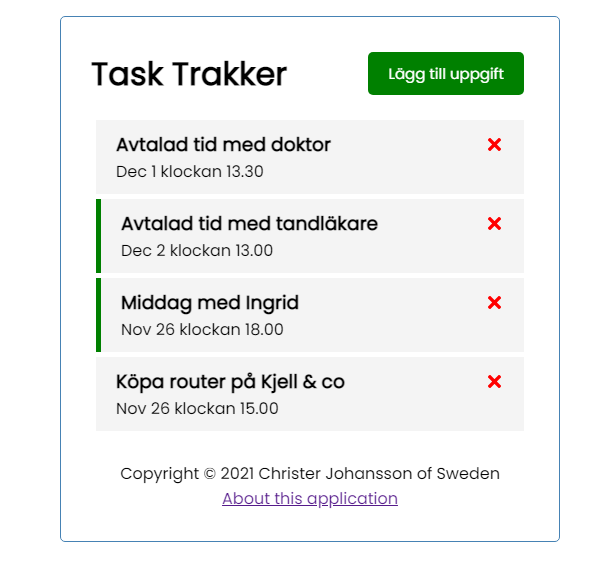 Task Trakker
Lägg till uppgift
Avtalad tid med doktor
Dec 1 klockan 13.30
Avtalad tid med tandläkare
Dec 2 klockan 13.00
Middag med Ingrid
Nov 26 klockan 18.00
Köpa router på Kjell & co
Nov 26 klockan 15.00
Copyright © 2021 Christer Johansson of Sweden
About this application